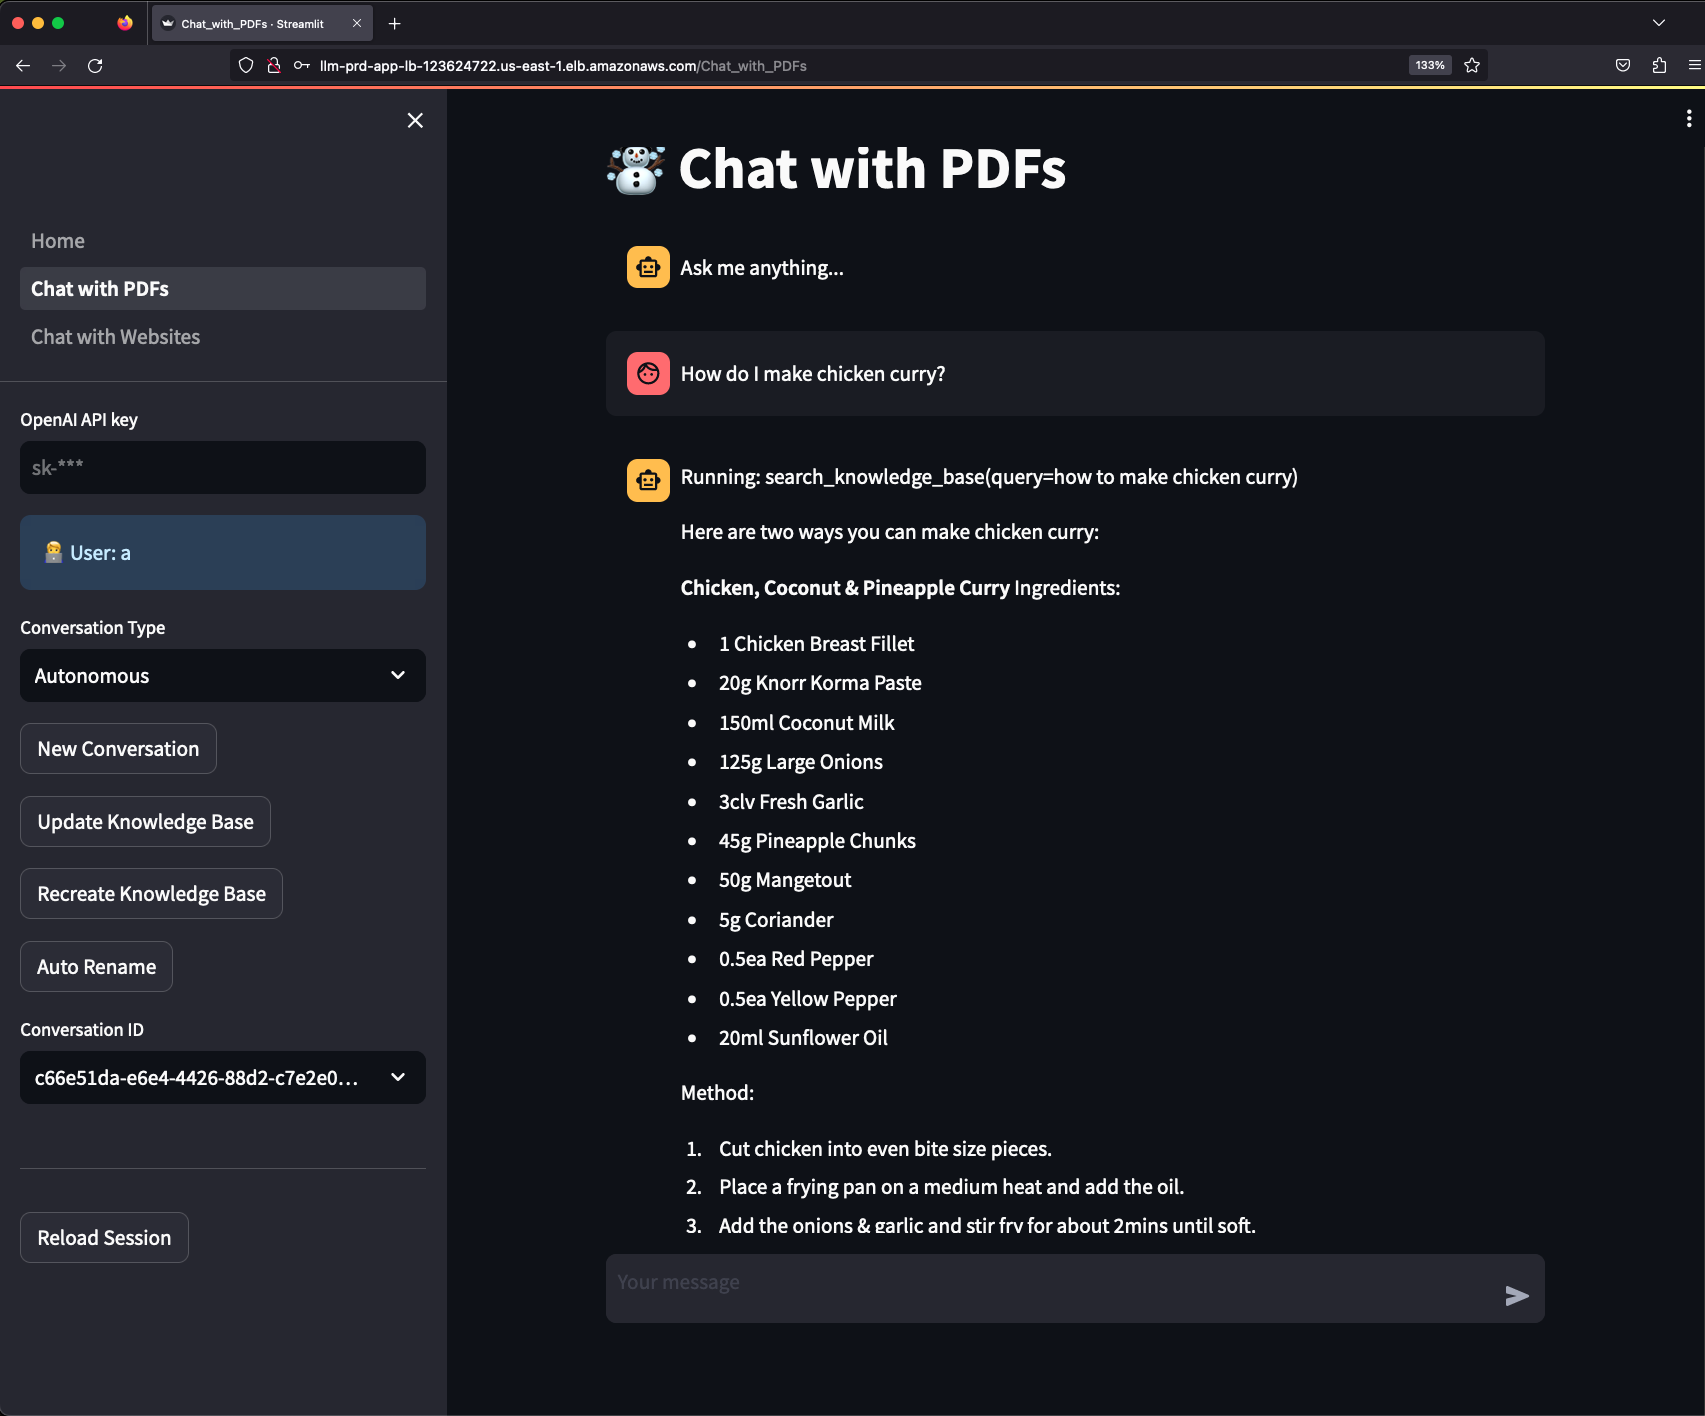 Chat_with_PDFs · Streamlit
llm-prd-app-lb-123624722.us-east-1.elb.amazonaws.com/Chat_with_PDFs
133%
Home
Chat with PDFs
Chat with Websites
OpenAI API key
sk-***
User: a
Conversation Type
Autonomous
New Conversation
Update Knowledge Base
Recreate Knowledge Base
Auto Rename
Conversation ID
c66e51da-e6e4-4426-88d2-c7e2e0...
Reload Session
Chat with PDFs
Ask me anything...
How do I make chicken curry?
Running: search_knowledge_base(query=how to make chicken curry)
Here are two ways you can make chicken curry:
Chicken, Coconut & Pineapple Curry Ingredients:
• 1 Chicken Breast Fillet
• 20g Knorr Korma Paste
• 150ml Coconut Milk
• 125g Large Onions
• 3clv Fresh Garlic
• 45g Pineapple Chunks
• 50g Mangetout
• 5g Coriander
• 0.5ea Red Pepper
• 0.5ea Yellow Pepper
• 20ml Sunflower Oil
Method:
1. Cut chicken into even bite size pieces.
2. Place a frying pan on a medium heat and add the oil.
3. Add the onions & garlic and stir fry for about 2mins until soft.
Your message